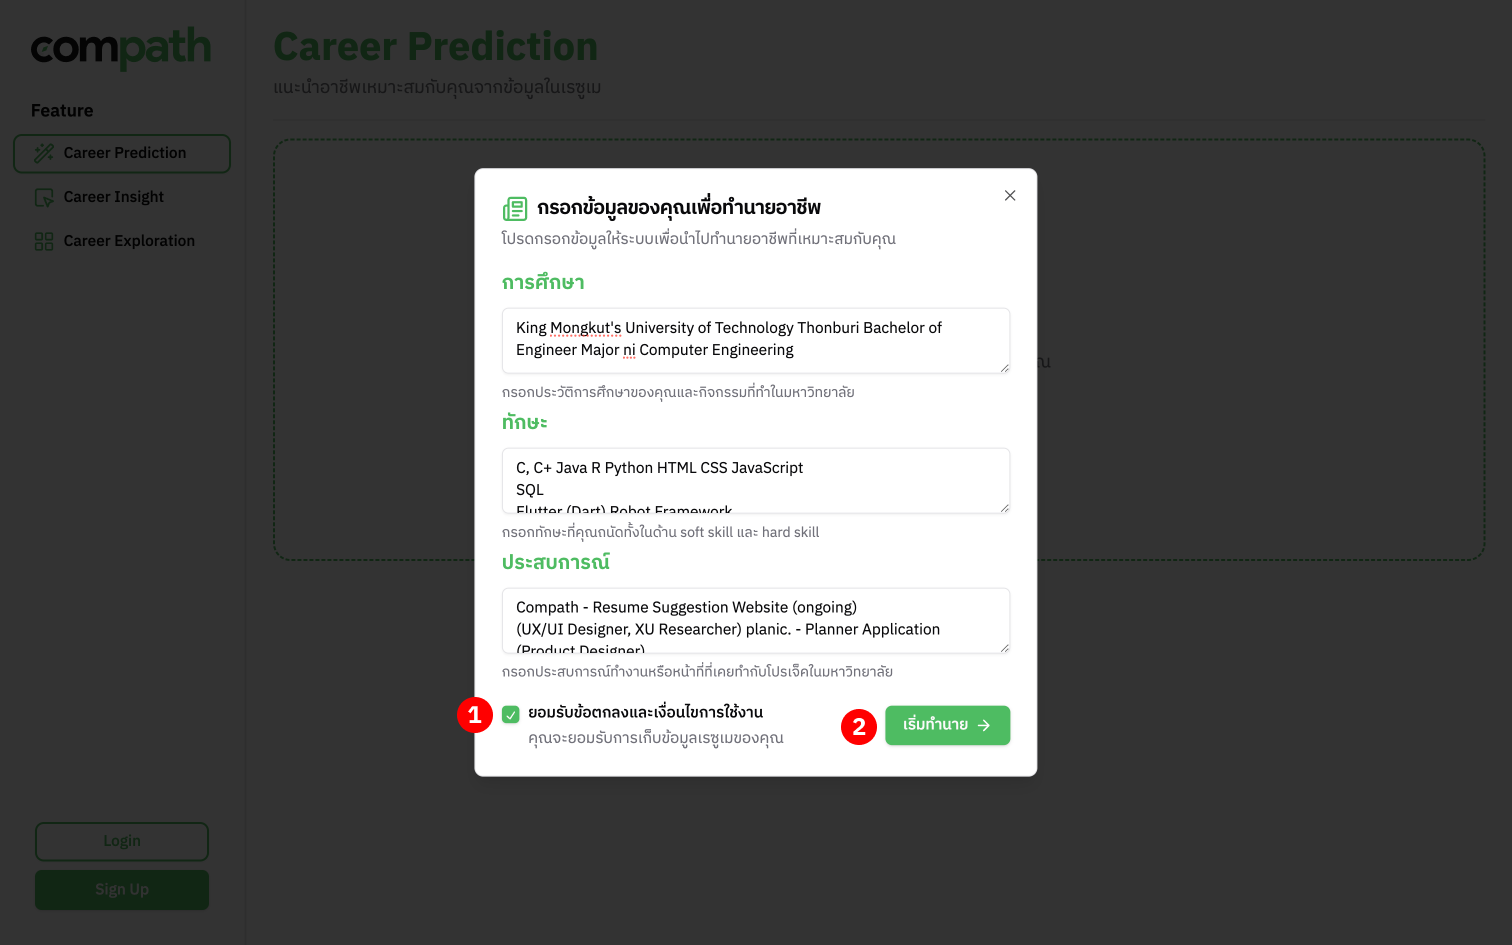 compath
Feature
Career Prediction
Career Insight
Career Exploration
Login
Sign Up
Career Prediction
แนะนำอาชีพเหมาะสมกับคุณจากข้อมูลในเรซูเม
กรอกข้อมูลของคุณเพื่อทำนายอาชีพ
โปรดกรอกข้อมูลให้ระบบเพื่อนำไปทำนายอาชีพที่เหมาะสมกับคุณ
การศึกษา
King Mongkut's University of Technology Thonburi Bachelor of
Engineer Major ni Computer Engineering
กรอกประวัติการศึกษาของคุณและกิจกรรมที่ทำในมหาวิทยาลัย
ทักษะ
C, C+ Java R Python HTML CSS JavaScript
SQL
Flutter (Dart) Robot Framework
กรอกทักษะที่คุณถนัดทั้งในด้าน soft skill และ hard skill
ประสบการณ์
Compath - Resume Suggestion Website (ongoing)
(UX/UI Designer, XU Researcher) planic. - Planner Application
(Product Designer)
กรอกประสบการณ์ทำงานหรือหน้าที่ที่เคยทำกับโปรเจ็คในมหาวิทยาลัย
1
ยอมรับข้อตกลงและเงื่อนไขการใช้งาน
คุณจะยอมรับการเก็บข้อมูลเรซูเมของคุณ
2
เริ่มทำนาย